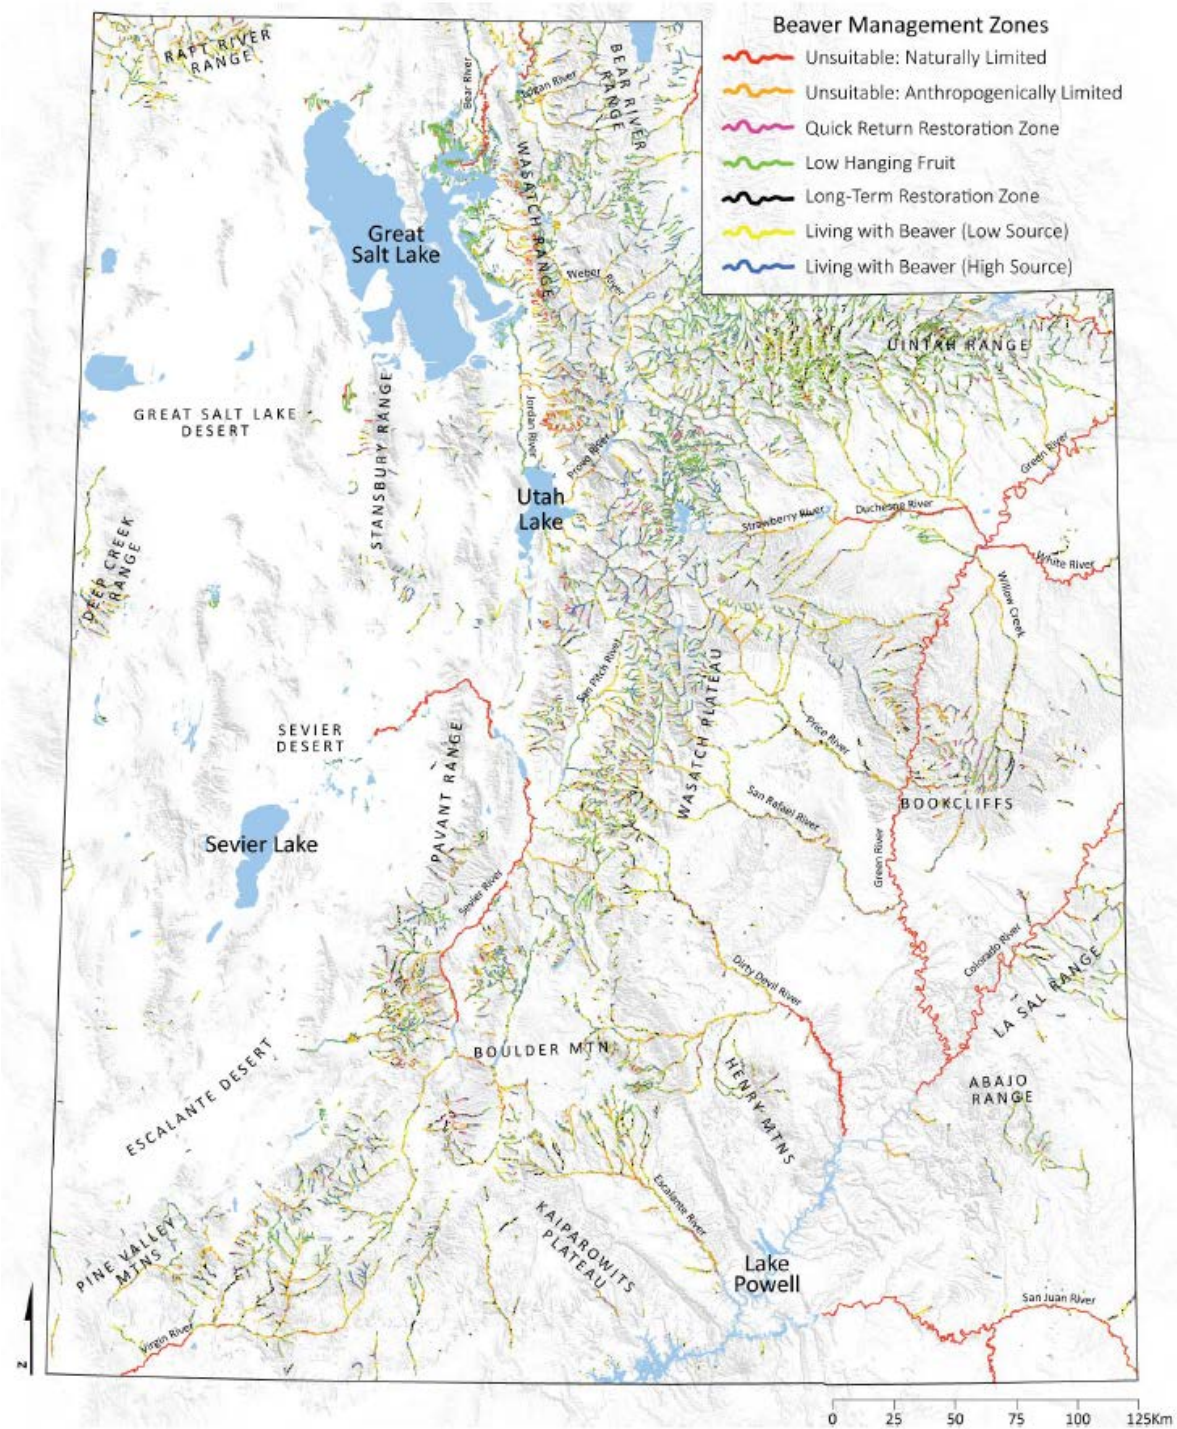 Beaver Management Zones
Unsuitable: Naturally Limited
Unsuitable: Anthropogenically Limited
Quick Return Restoration Zone
Low Hanging Fruit
Long-Term Restoration Zone
Living with Beaver (Low Source)
Living with Beaver (High Source)
RAFT RIVER
RANGE
Bear River
Logan River
BEAR RIVER
RANGE
WASATCH RANGE
Great
Salt Lake
Weber River
UINTAH RANGE
GREAT SALT LAKE
DESERT
STANSBURY RANGE
Jordan River
Provo River
Green River
Utah
Lake
Strawberry River
Duchesne River
DEEP CREEK
RANGE
White River
Willow Creek
San Pitch River
WASATCH PLATEAU
SEVIER
DESERT
PAVANT RANGE
Price River
San Rafael River
BOOKCLIFFS
Sevier Lake
Green River
Sevier River
Colorado River
Dirty Devil River
LA SAL RANGE
BOULDER MTN
ESCALANTE DESERT
HENRY MTNS
ABAJO
RANGE
Escalante River
KAIPAROWITS
PLATEAU
PINE VALLEY
MTNS
Lake
Powell
San Juan River
Virgin River
N
0 25 50 75 100 125Km